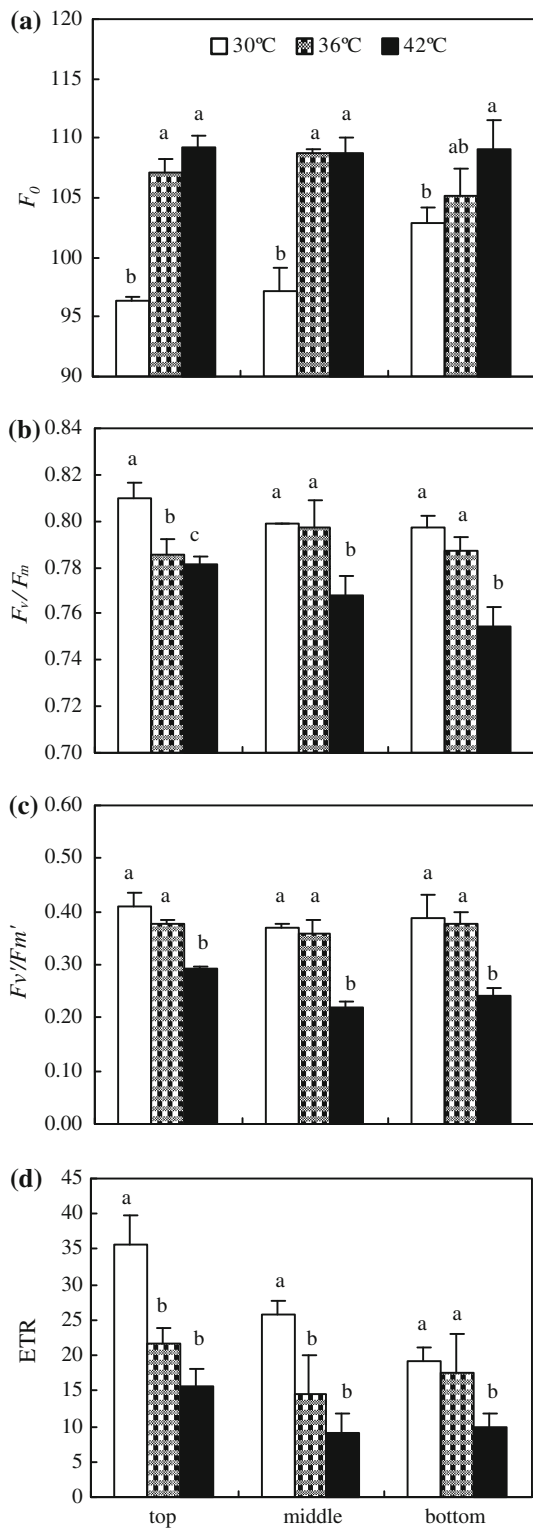 (a)
120
30ºC 36ºC 42ºC
115
110
105
100
95
90
F0
b a a
b a a
b ab a
(b)
0.84
0.82
0.80
0.78
0.76
0.74
0.72
0.70
Fv/Fm
a b c
a a b
a a b
(c)
0.60
0.50
0.40
0.30
0.20
0.10
0.00
Fv'/Fm'
a a b
a a b
a a b
(d)
45
40
35
30
25
20
15
10
5
0
ETR
a b b
a b b
a a b
top middle bottom